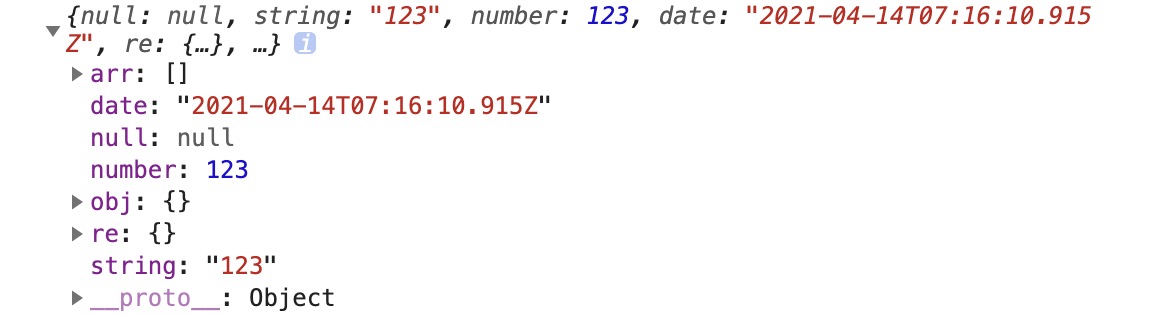 {null: null, string: "123", number: 123, date: "2021-04-14T07:16:10.915
Z", re: {…}, …} i
arr: []
date: "2021-04-14T07:16:10.915Z"
null: null
number: 123
obj: {}
re: {}
string: "123"
__proto__: Object